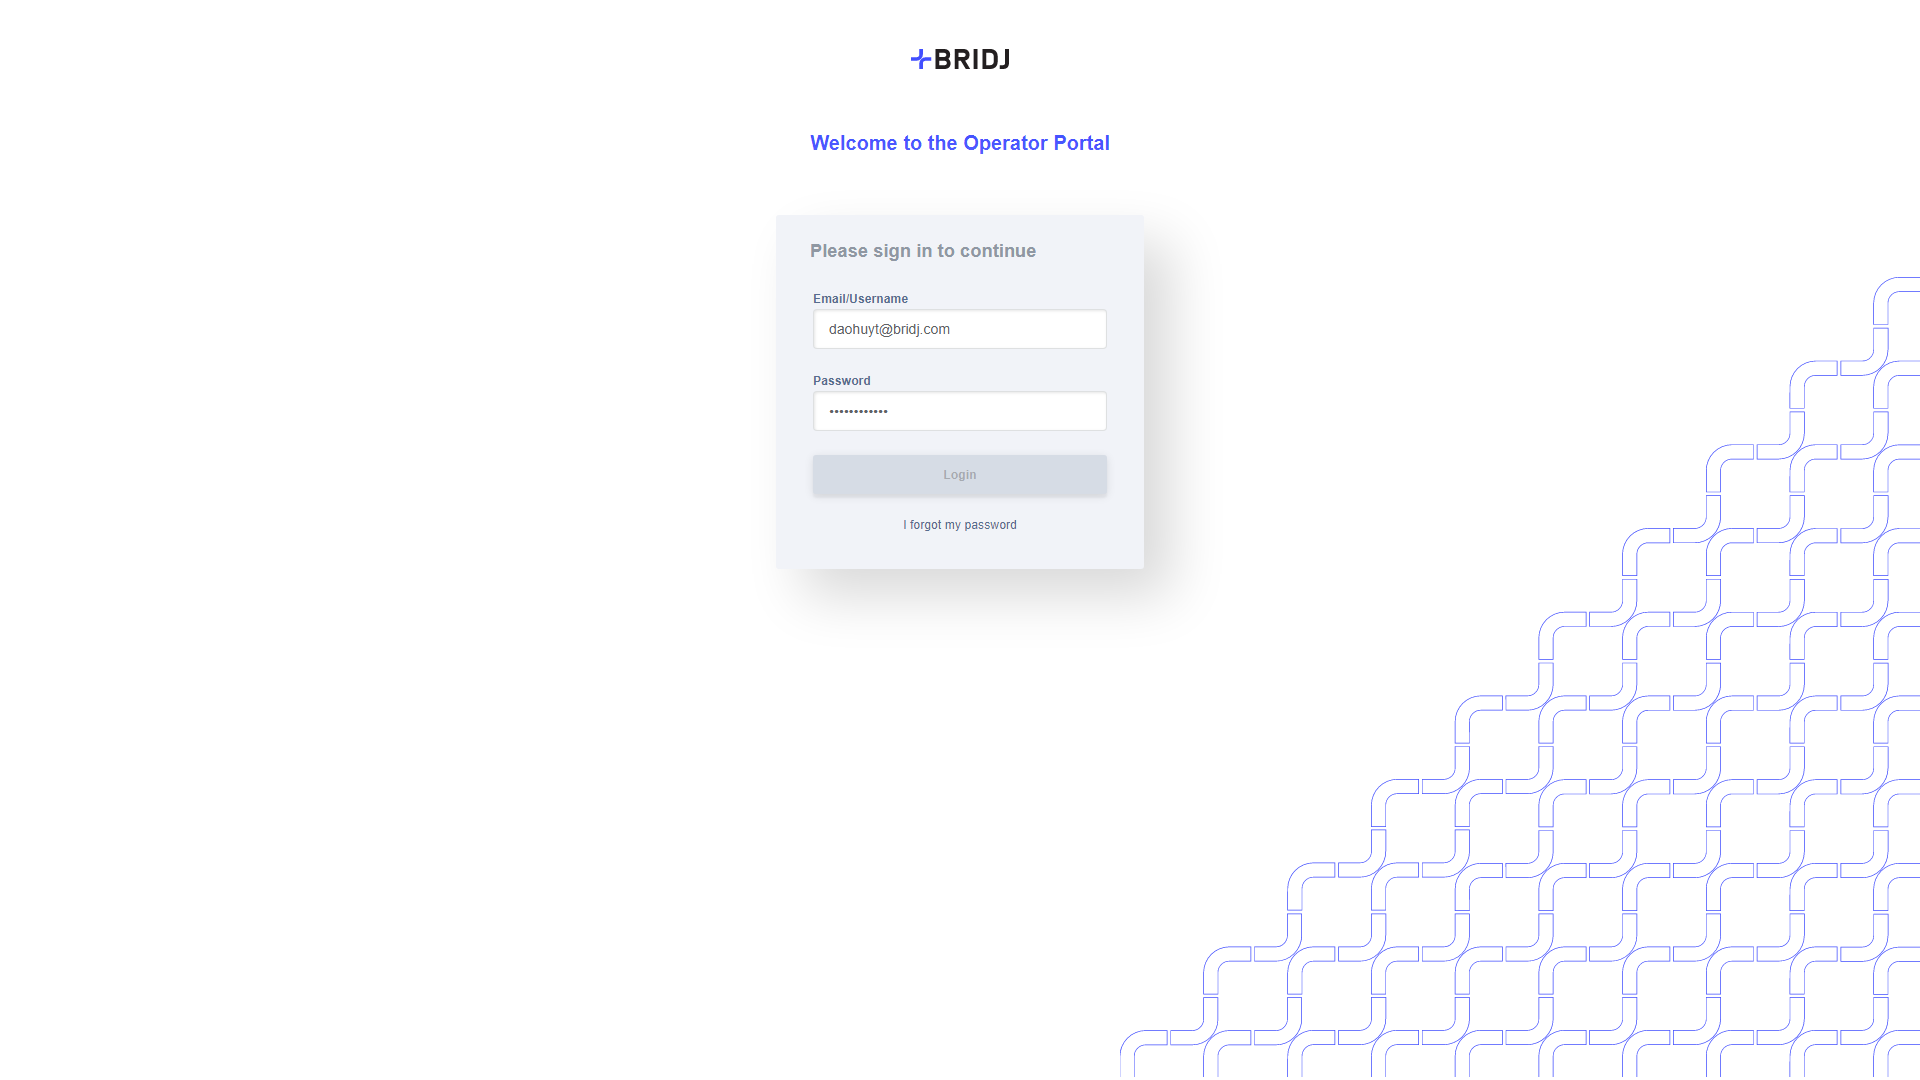 BRIDJ
Welcome to the Operator Portal
Please sign in to continue
Email/Username
daohuyt@bridj.com
Password
••••••••••••
Login
I forgot my password